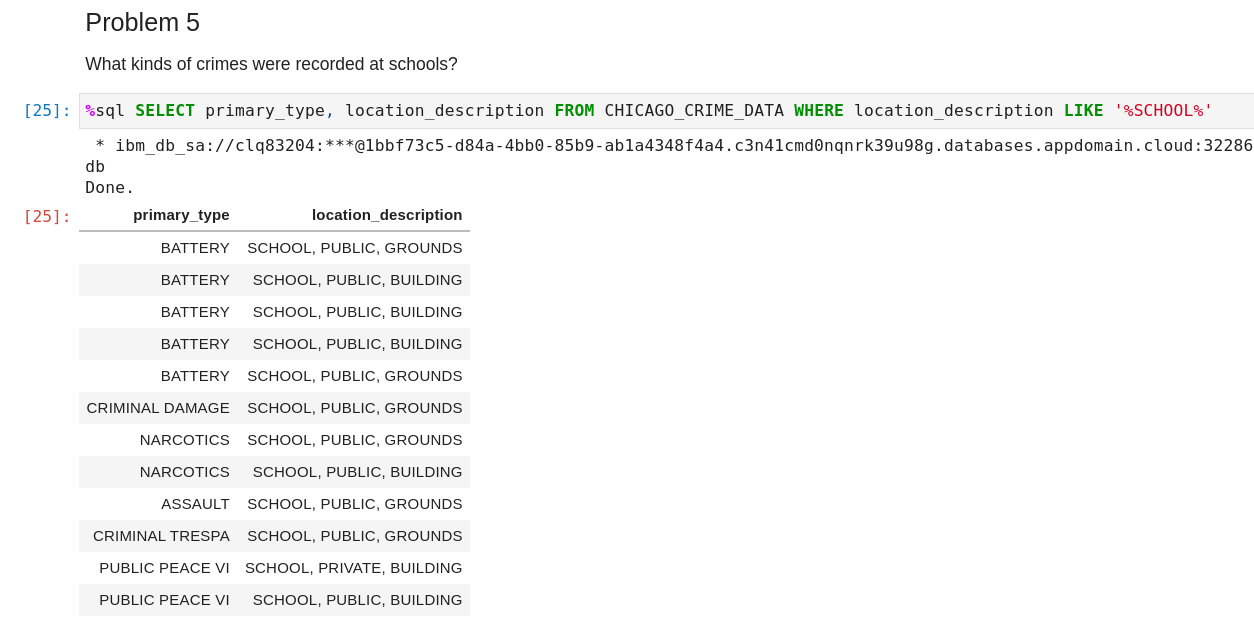 Problem 5
What kinds of crimes were recorded at schools?
[25]: %sql SELECT primary_type, location_description FROM CHICAGO_CRIME_DATA WHERE location_description LIKE '%SCHOOL%'
* ibm_db_sa://clq83204:***@1bbf73c5-d84a-4bb0-85b9-ab1a4348f4a4.c3n41cmd0nqnrk39u98g.databases.appdomain.cloud:32286
db
Done.
[25]: primary_type location_description
BATTERY SCHOOL, PUBLIC, GROUNDS
BATTERY SCHOOL, PUBLIC, BUILDING
BATTERY SCHOOL, PUBLIC, BUILDING
BATTERY SCHOOL, PUBLIC, BUILDING
BATTERY SCHOOL, PUBLIC, GROUNDS
CRIMINAL DAMAGE SCHOOL, PUBLIC, GROUNDS
NARCOTICS SCHOOL, PUBLIC, GROUNDS
NARCOTICS SCHOOL, PUBLIC, BUILDING
ASSAULT SCHOOL, PUBLIC, GROUNDS
CRIMINAL TRESPA SCHOOL, PUBLIC, GROUNDS
PUBLIC PEACE VI SCHOOL, PRIVATE, BUILDING
PUBLIC PEACE VI SCHOOL, PUBLIC, BUILDING